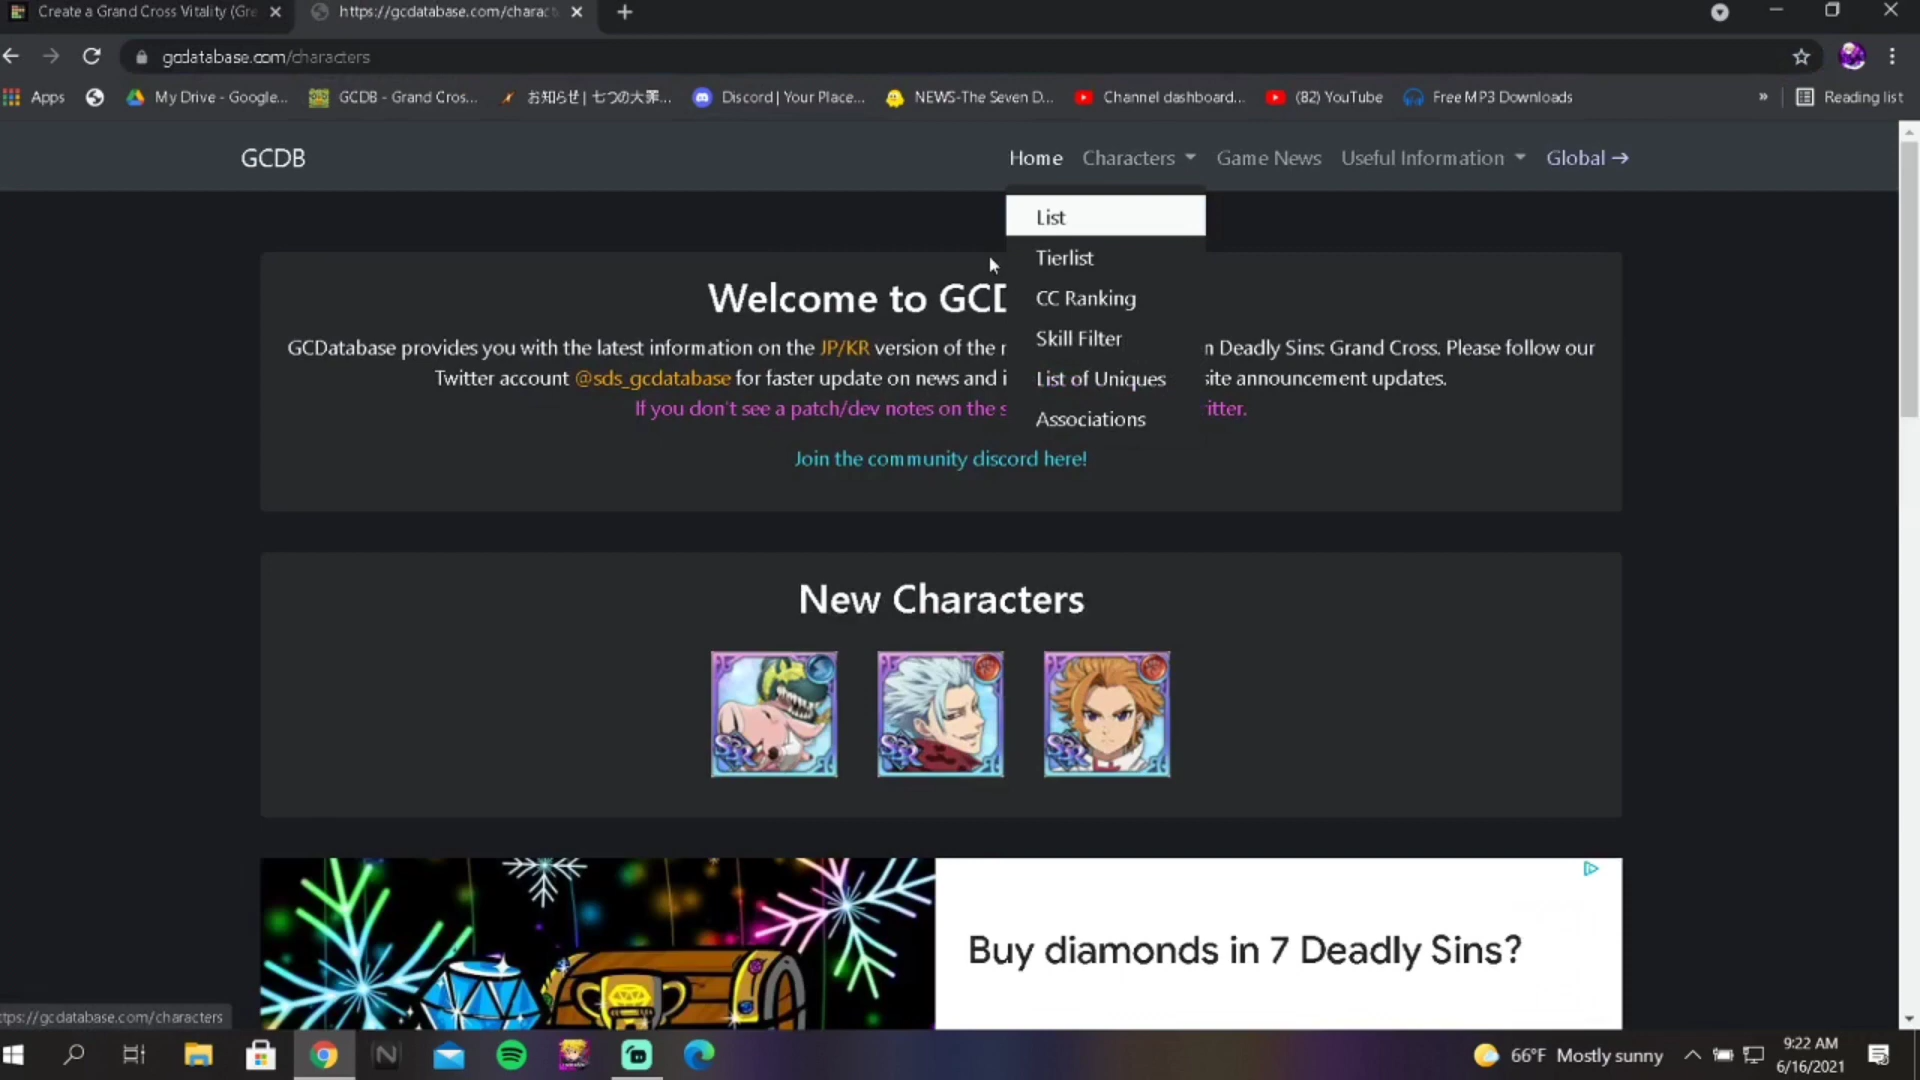 Create a Grand Cross Vitality (Gre
https://gcdatabase.com/charact
gcdatabase.com/characters
Apps
My Drive - Google...
GCDB - Grand Cros...
お知らせ | 七つの大罪...
Discord | Your Place...
NEWS-The Seven D...
Channel dashboard...
(82) YouTube
Free MP3 Downloads
»
Reading list
GCDB
Home
Characters
Game News
Useful Information
Global →
List
Tierlist
CC Ranking
Skill Filter
List of Uniques
Associations
Welcome to GCD
GCDatabase provides you with the latest information on the JP/KR version of the n Deadly Sins: Grand Cross. Please follow our
Twitter account @sds_gcdatabase for faster update on news and i site announcement updates.
If you don't see a patch/dev notes on the s itter.
Join the community discord here!
New Characters
SSR
SSR
SSR
Buy diamonds in 7 Deadly Sins?
tps://gcdatabase.com/characters
66°F Mostly sunny
9:22 AM
6/16/2021